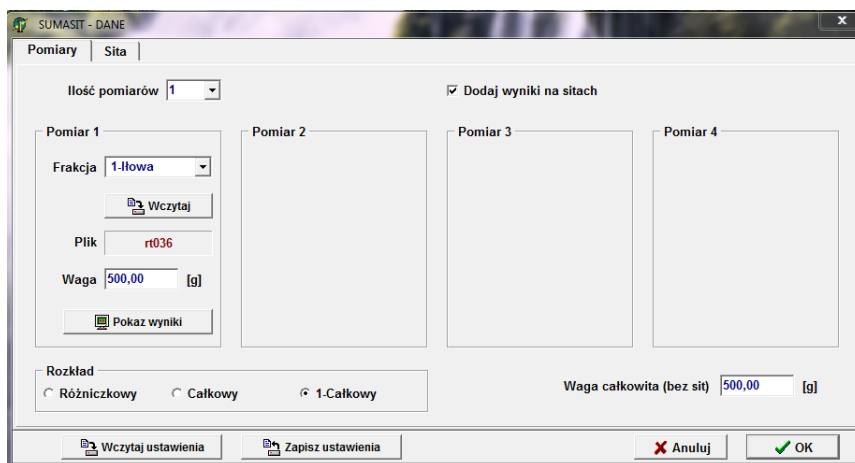 SUMASIT - DANE
x
Pomiary Sita
Ilość pomiarów 1 Dodaj wyniki na sitach
Pomiar 1 Pomiar 2 Pomiar 3 Pomiar 4
Frakcja 1-Iłowa
Wczytaj
Plik rt036
Waga 500,00 [g]
Pokaz wyniki
Rozkład
Różniczkowy Całkowy 1-Całkowy
Waga całkowita (bez sit) 500,00 [g]
Wczytaj ustawienia Zapisz ustawienia Anuluj OK